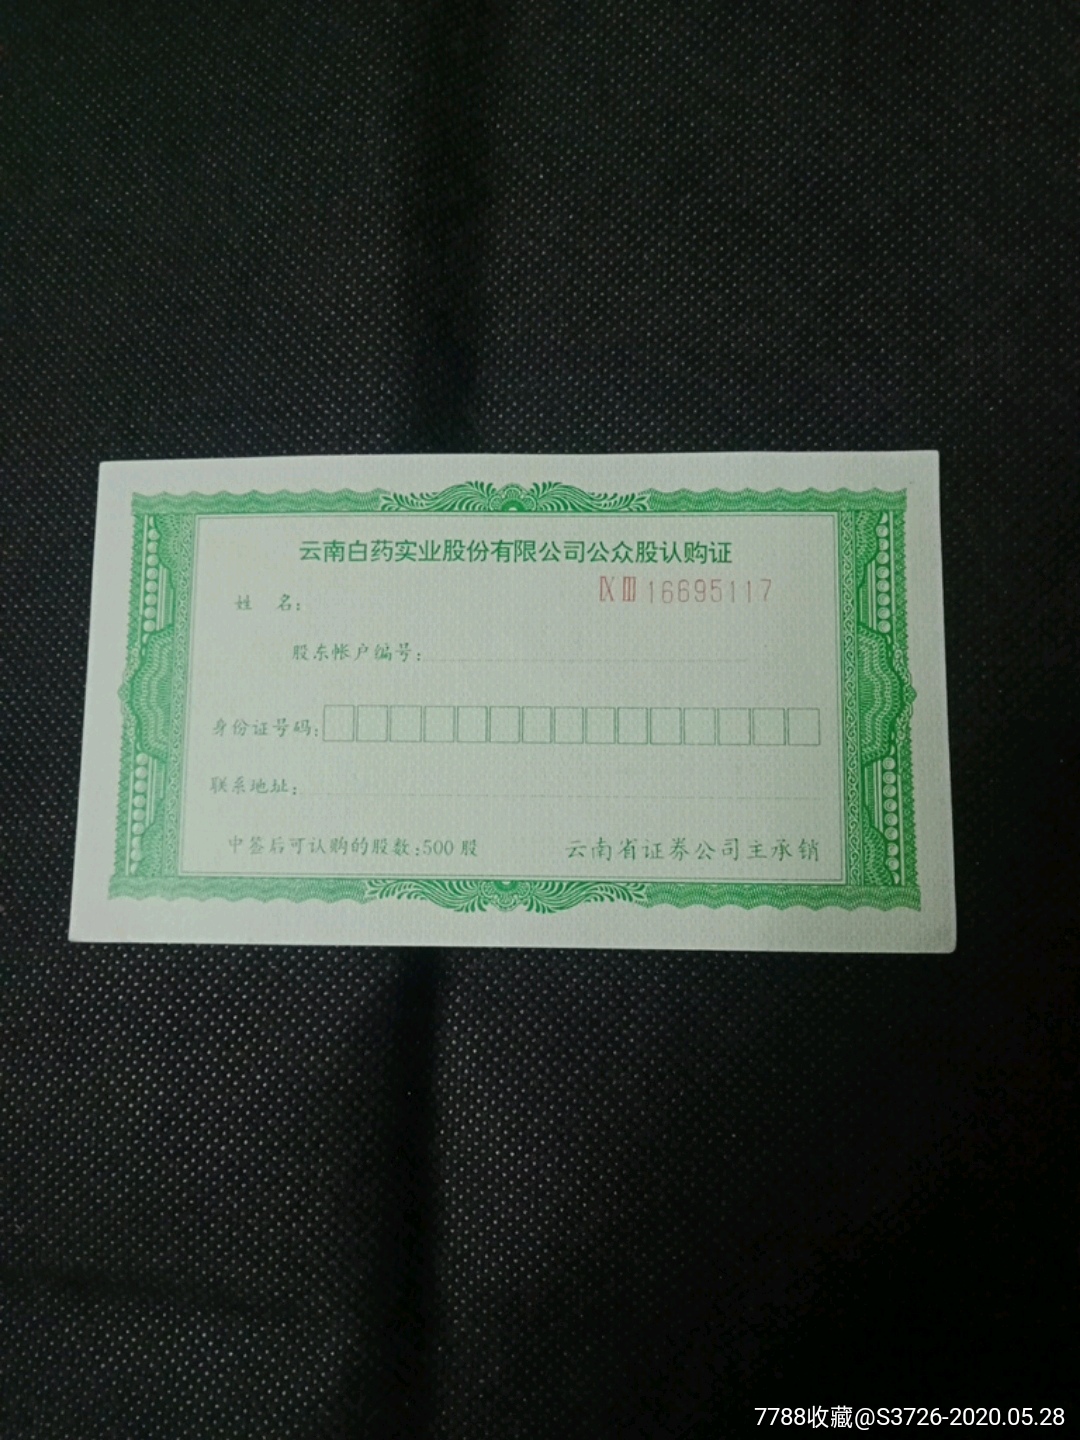 云南白药实业股份有限公司公众股认购证
ⅨⅢ16695117
姓 名:
股东帐户编号:
身份证号码:
联系地址:
中签后可认购的股数:500股 云南省证券公司主承销
7788收藏@S3726-2020.05.28